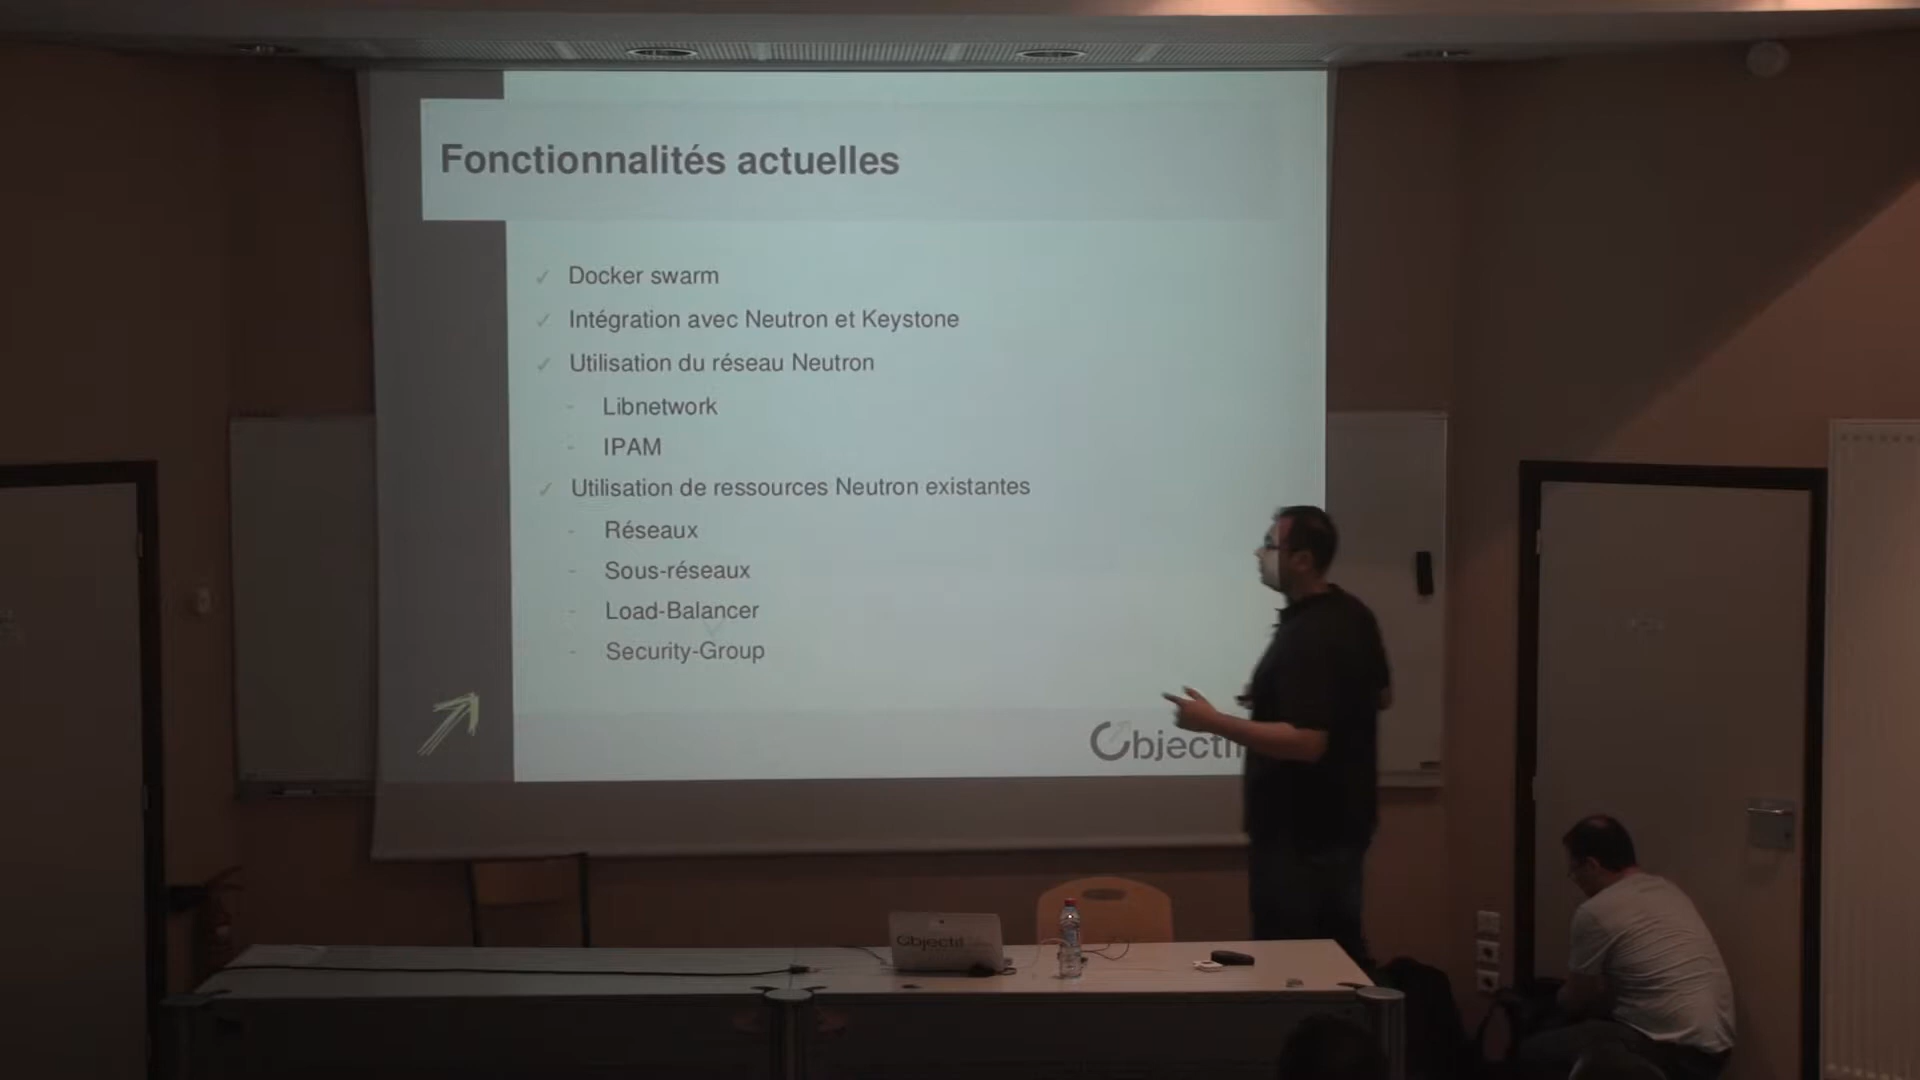 Fonctionnalités actuelles
✓ Docker swarm
✓ Intégration avec Neutron et Keystone
✓ Utilisation du réseau Neutron
- Libnetwork
- IPAM
✓ Utilisation de ressources Neutron existantes
- Réseaux
- Sous-réseaux
- Load-Balancer
- Security-Group
Objectif